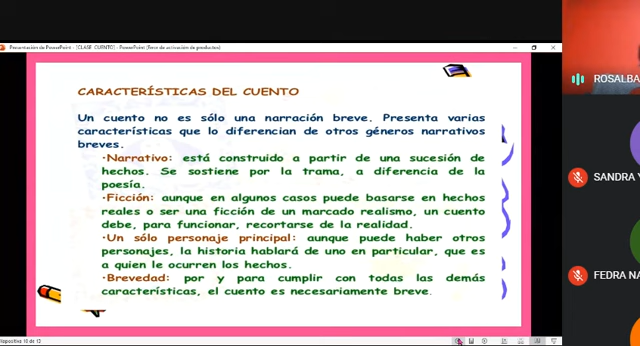 Presentación de PowerPoint - [CLASE_CUENTO] - PowerPoint (Error de activación de productos)
CARACTERÍSTICAS DEL CUENTO
Un cuento no es sólo una narración breve. Presenta varias
características que lo diferencian de otros géneros narrativos
breves.
•Narrativo: está construido a partir de una sucesión de
hechos. Se sostiene por la trama, a diferencia de la
poesía.
•Ficción: aunque en algunos casos puede basarse en hechos
reales o ser una ficción de un marcado realismo, un cuento
debe, para funcionar, recortarse de la realidad.
•Un sólo personaje principal: aunque puede haber otros
personajes, la historia hablará de uno en particular, que es
a quien le ocurren los hechos.
•Brevedad: por y para cumplir con todas las demás
características, el cuento es necesariamente breve.
ROSALBA
SANDRA Y
FEDRA NA
Diapositiva 10 de 13